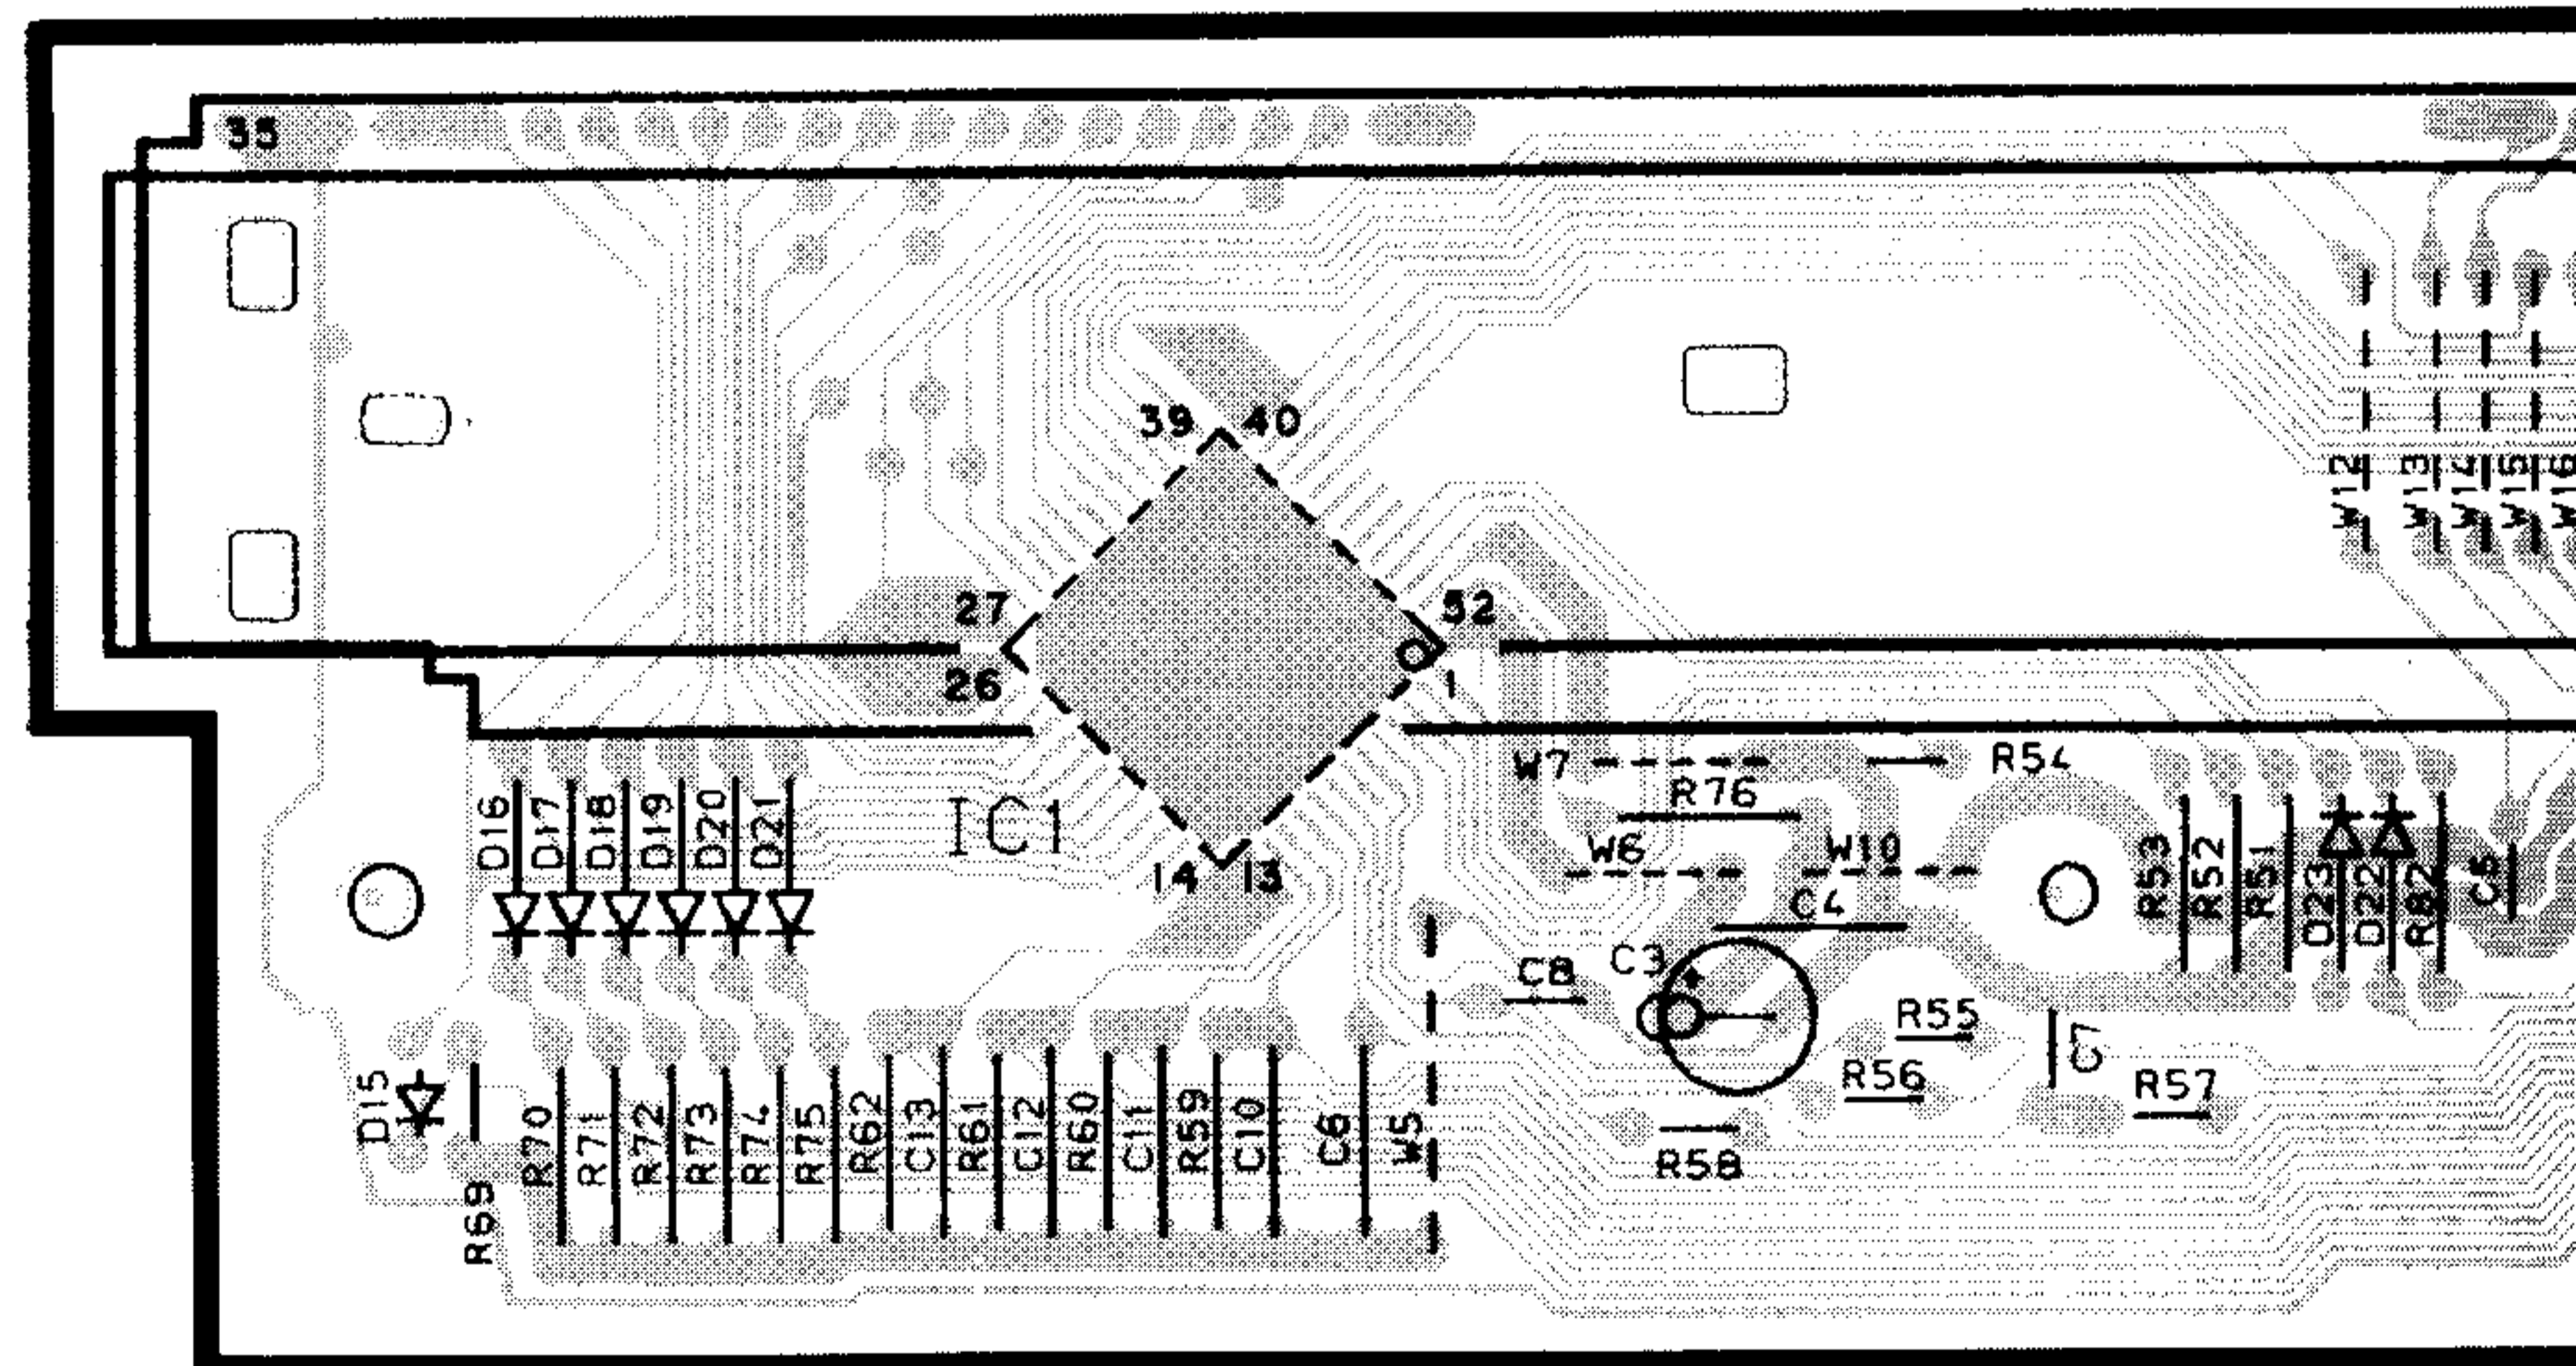 35
39 40
W12 W13 W14 W15 W16
27 52
26 1
W7 R54
R76
D16 D17 D18 D19 D20 D21 IC1
W6 W10
14 13
C4
R53 R52 R51 D23 D22 R82 C5
C8 C3 +
R55
C7
R56 R57
D15 R70 R71 R72 R73 R74 R75 R62 C13 R61 C12 R60 C11 R59 C10 C6 W5
R58
R69